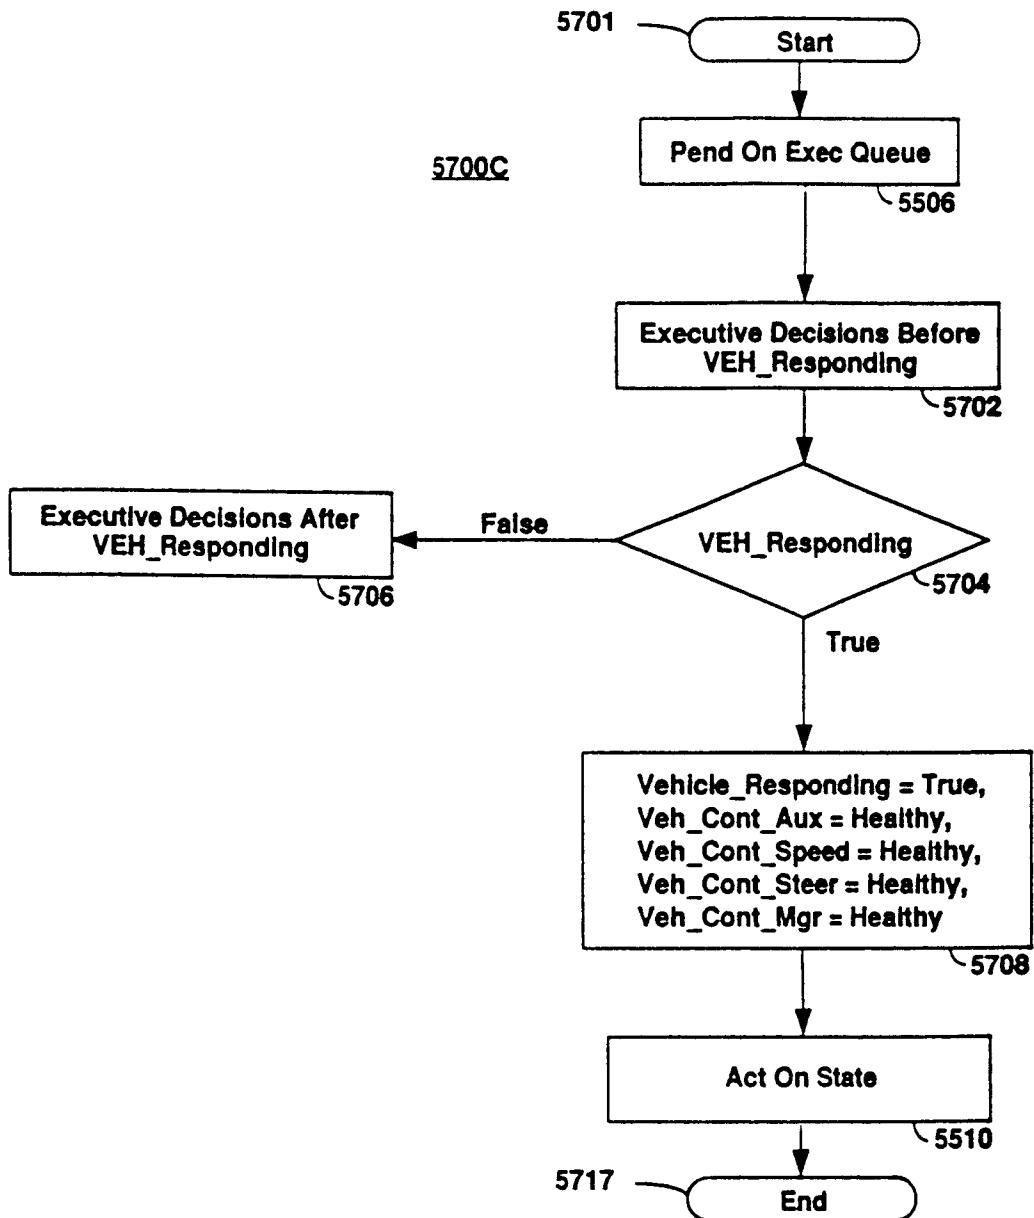 5701
Start
Pend On Exec Queue
5700C
5506
Executive Decisions Before
VEH_Responding
5702
Executive Decisions After
VEH_Responding
False
VEH_Responding
5706
5704
True
Vehicle_Responding = True,
Veh_Cont_Aux = Healthy,
Veh_Cont_Speed = Healthy,
Veh_Cont_Steer = Healthy,
Veh_Cont_Mgr = Healthy
5708
Act On State
5510
5717
End